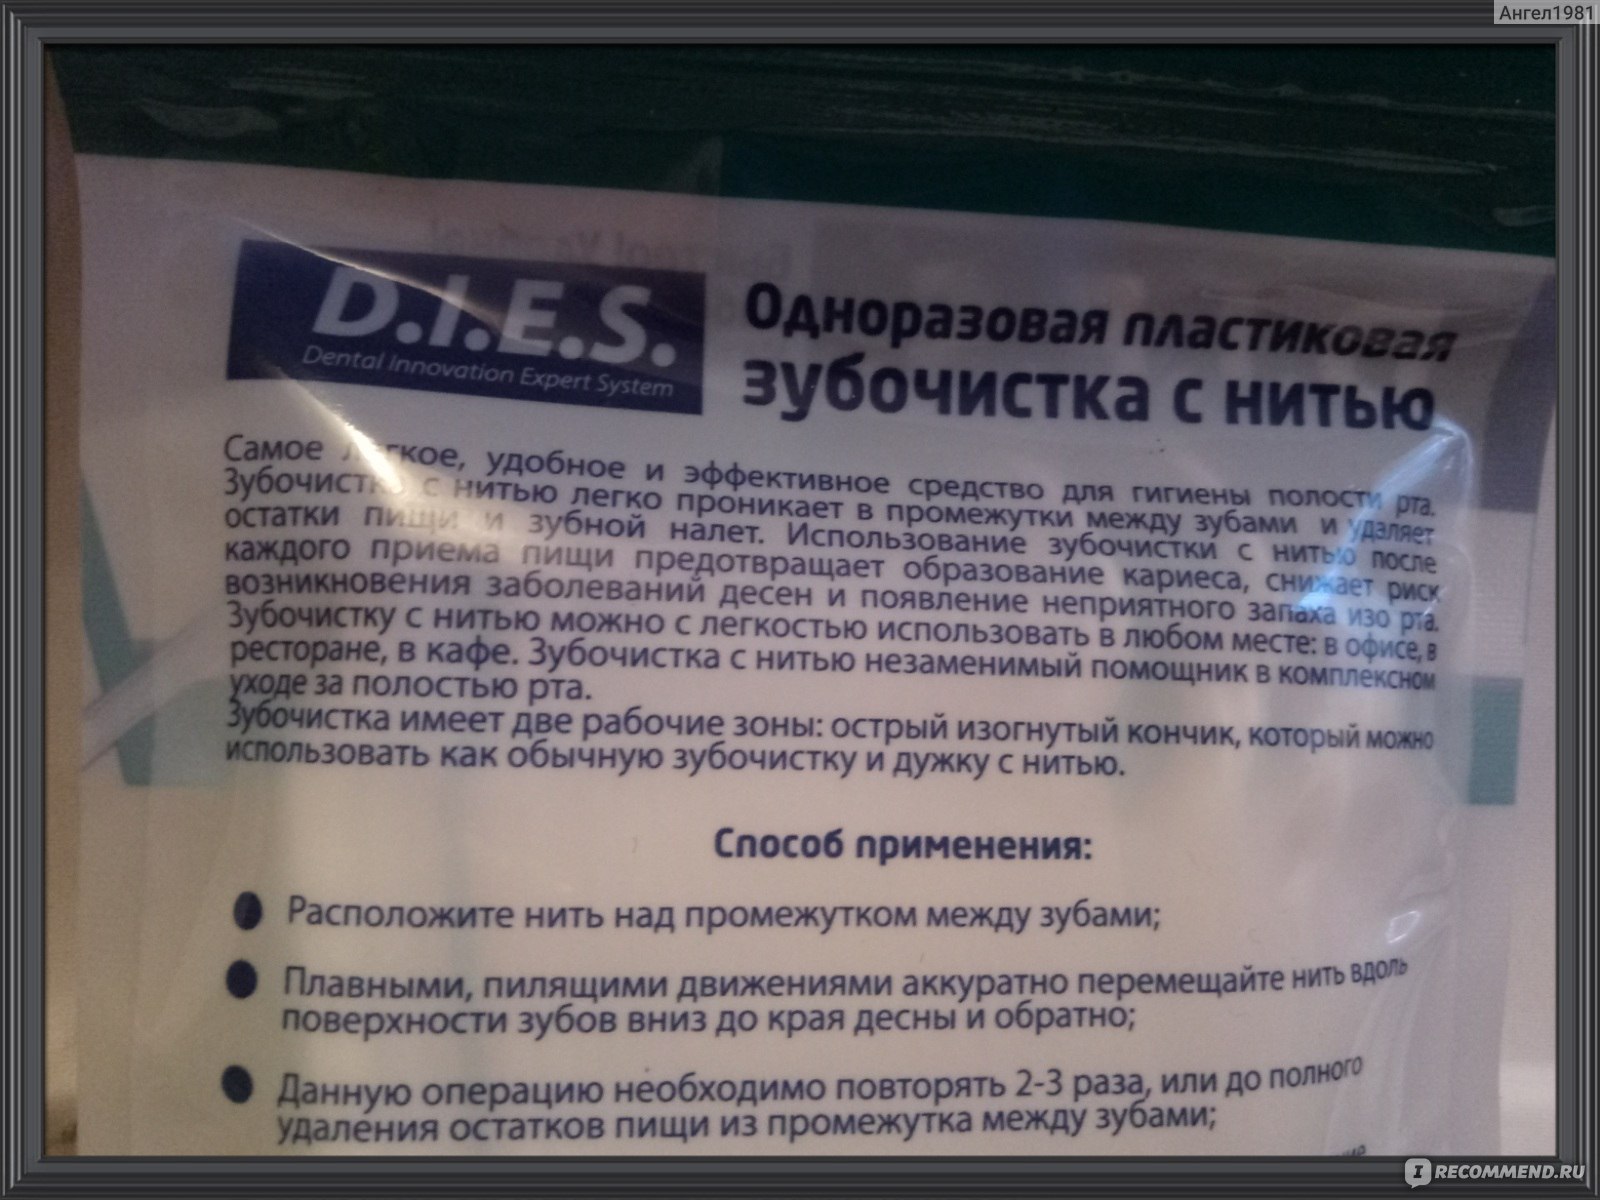 Ангел1981
D.I.E.S.
Dental Innovation Expert System
Одноразовая пластиковая
зубочистка с нитью
Самое легкое, удобное и эффективное средство для гигиены полости рта.
Зубочистка с нитью легко проникает в промежутки между зубами и удаляет
остатки пищи и зубной налет. Использование зубочистки с нитью после
каждого приема пищи предотвращает образование кариеса, снижает риск
возникновения заболеваний десен и появление неприятного запаха изо рта.
Зубочистку с нитью можно с легкостью использовать в любом месте: в офисе, в
ресторане, в кафе. Зубочистка с нитью незаменимый помощник в комплексном
уходе за полостью рта.
Зубочистка имеет две рабочие зоны: острый изогнутый кончик, который можно
использовать как обычную зубочистку и дужку с нитью.
Способ применения:
Расположите нить над промежутком между зубами;
Плавными, пилящими движениями аккуратно перемещайте нить вдоль
поверхности зубов вниз до края десны и обратно;
Данную операцию необходимо повторять 2-3 раза, или до полного
удаления остатков пищи из промежутка между зубами;
IRECOMMEND.RU